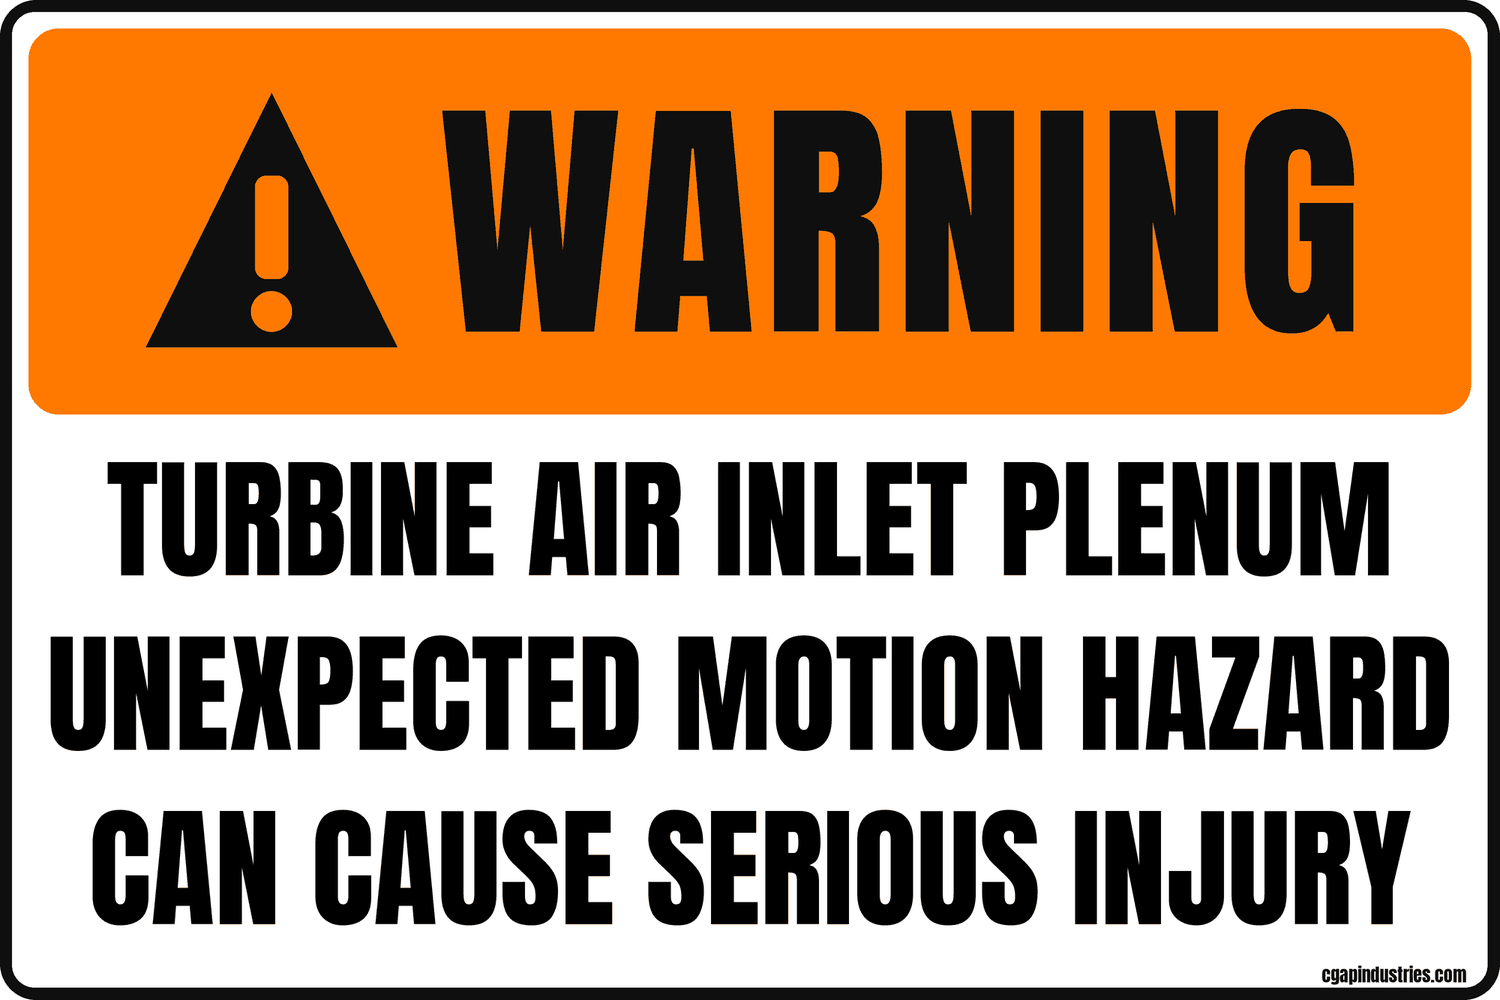 WARNING
TURBINE AIR INLET PLENUM
UNEXPECTED MOTION HAZARD
CAN CAUSE SERIOUS INJURY
cgapindustries.com